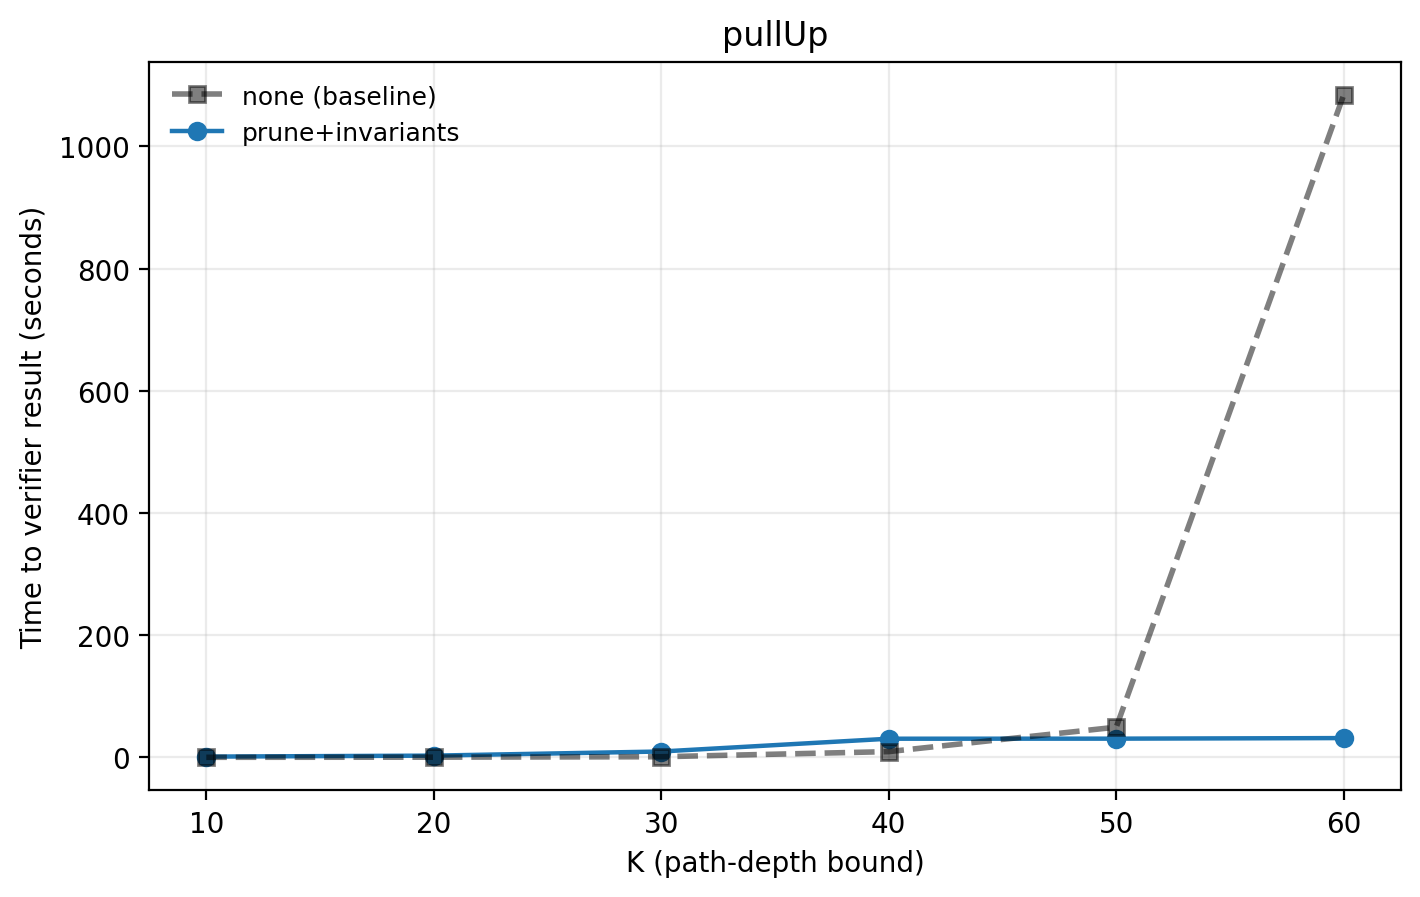 pullUp
none (baseline)
prune+invariants
Time to verifier result (seconds)
1000
800
600
400
200
0
10 20 30 40 50 60
K (path-depth bound)